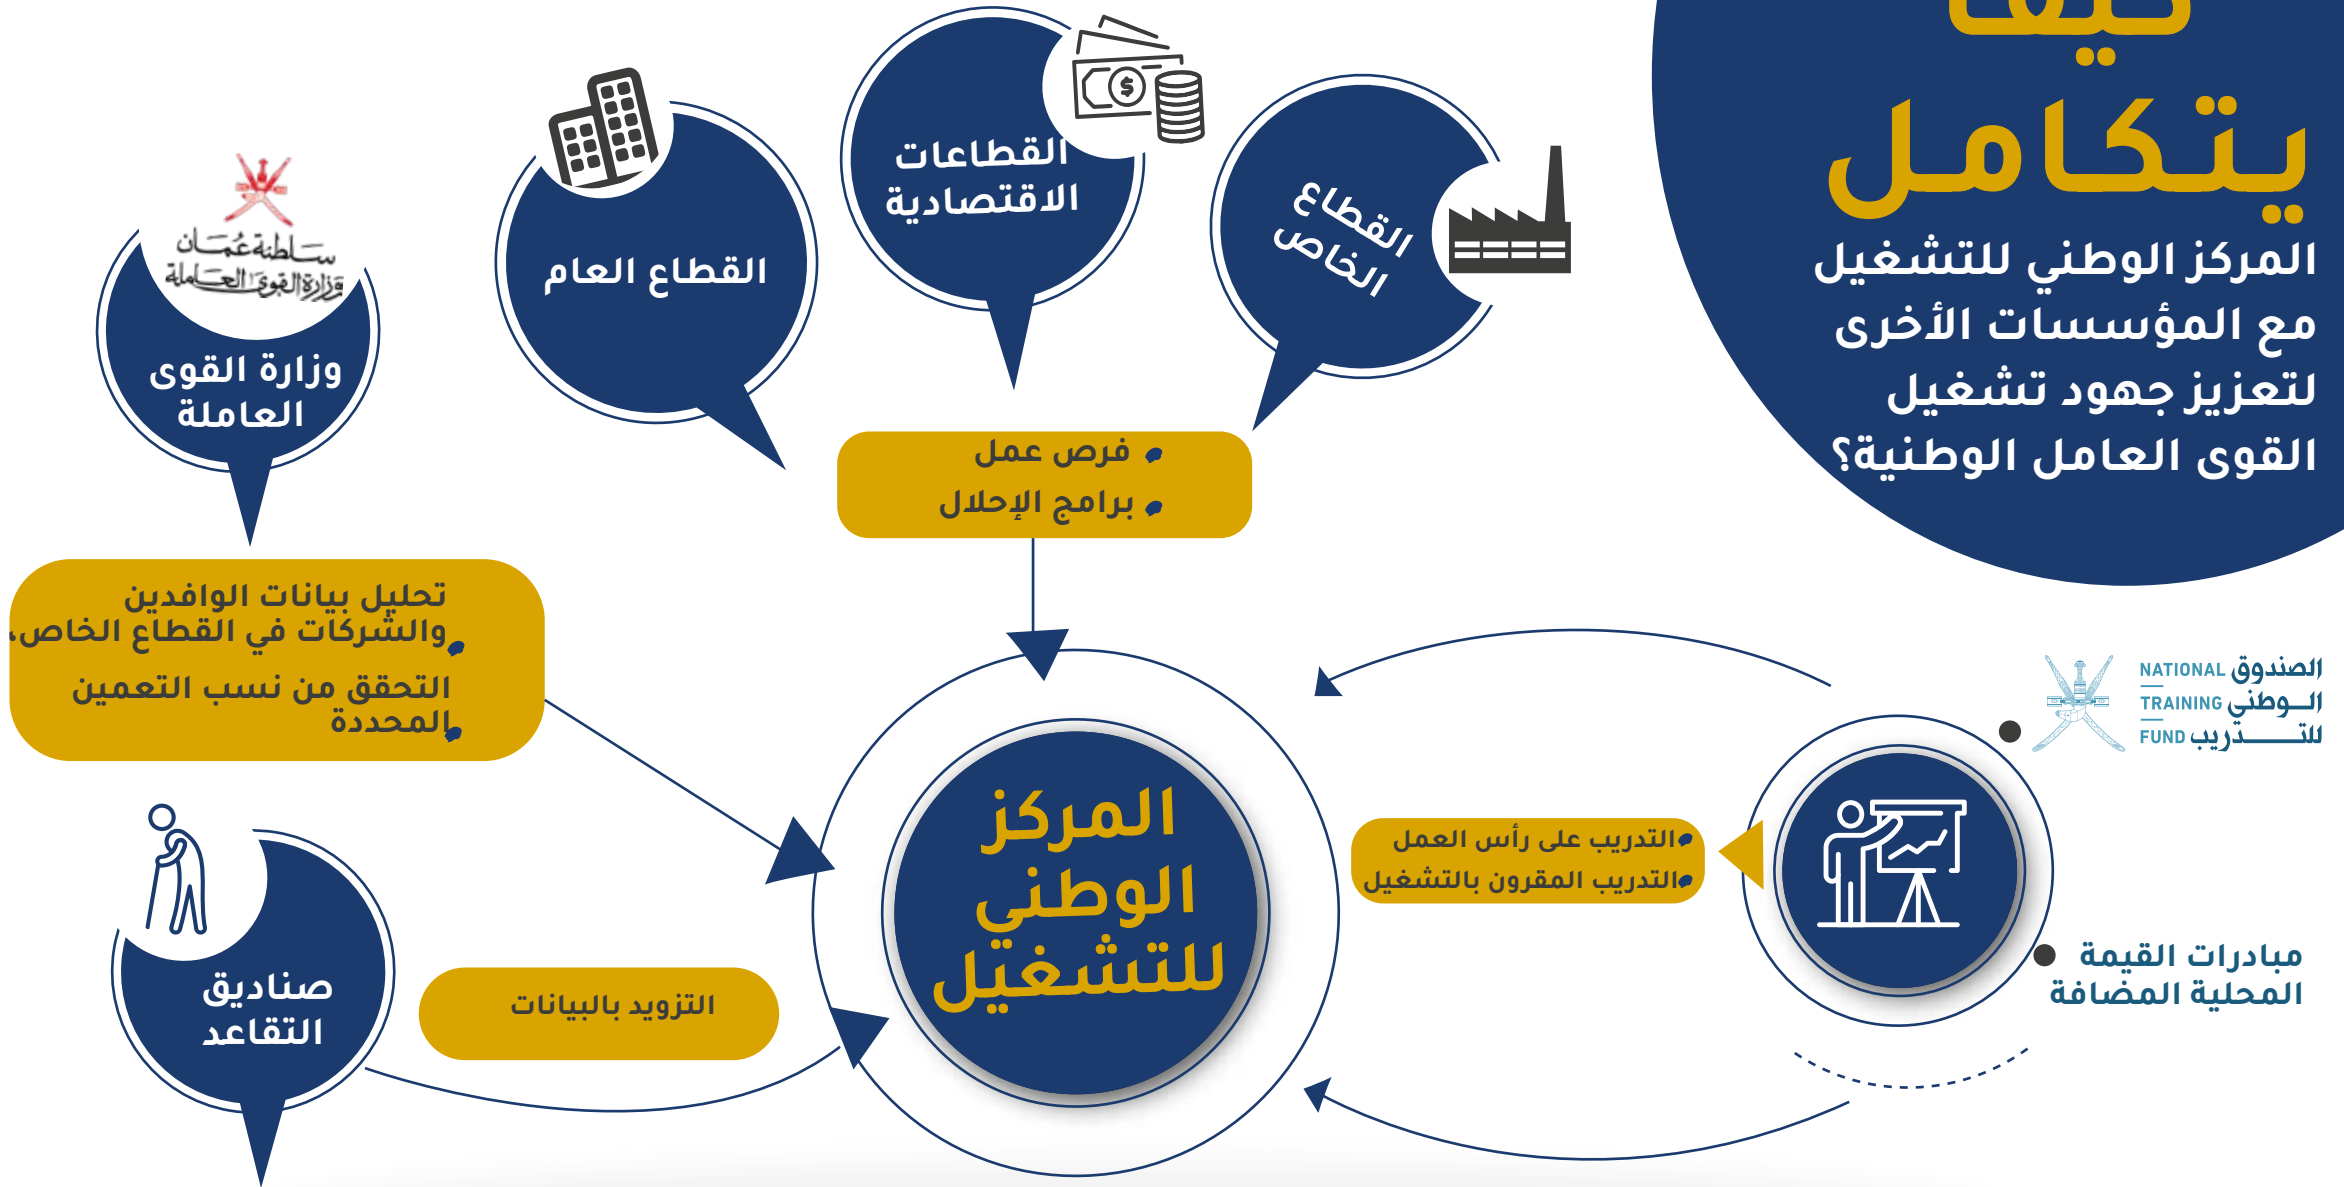 كيف
يتكامل
المركز الوطني للتشغيل
مع المؤسسات الأخرى
لتعزيز جهود تشغيل
القوى العامل الوطنية؟
القطاع
الخاص
القطاعات
الاقتصادية
القطاع العام
سلطنة عُمان
وزارة القوى العاملة
وزارة القوى
العاملة
فرص عمل
برامج الإحلال
تحليل بيانات الوافدين
والشركات في القطاع الخاص،
التحقق من نسب التعمين
المحددة
الصندوق NATIONAL
الوطني TRAINING
للتدريب FUND
التدريب على رأس العمل
التدريب المقرون بالتشغيل
مبادرات القيمة
المحلية المضافة
المركز
الوطني
للتشغيل
التزويد بالبيانات
صناديق
التقاعد